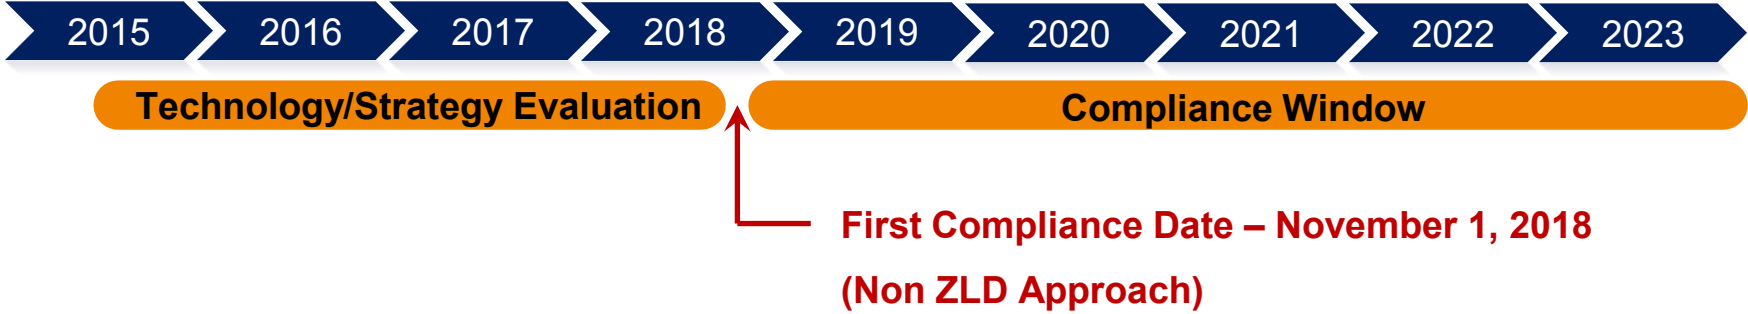 2015 2016 2017 2018 2019 2020 2021 2022 2023
Technology/Strategy Evaluation Compliance Window
First Compliance Date – November 1, 2018
(Non ZLD Approach)